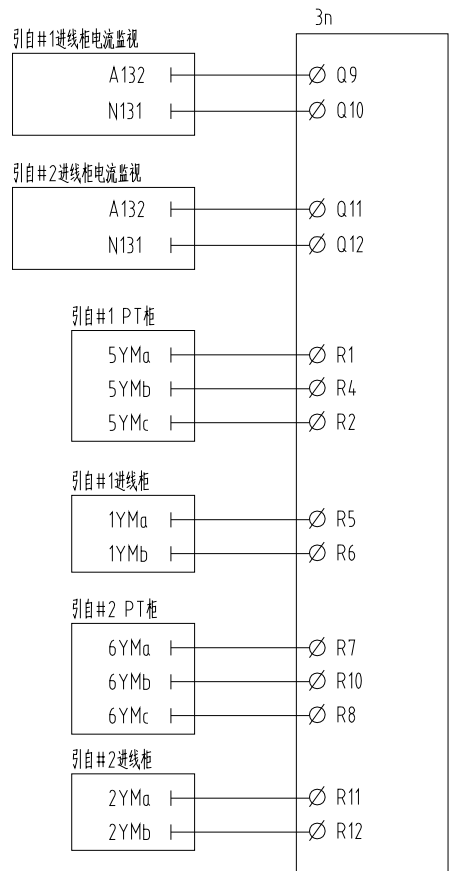 3n
引自#1进线柜电流监视
A132 Q9
N131 Q10
引自#2进线柜电流监视
A132 Q11
N131 Q12
引自#1 PT柜
5YMa R1
5YMb R4
5YMc R2
引自#1进线柜
1YMa R5
1YMb R6
引自#2 PT柜
6YMa R7
6YMb R10
6YMc R8
引自#2进线柜
2YMa R11
2YMb R12